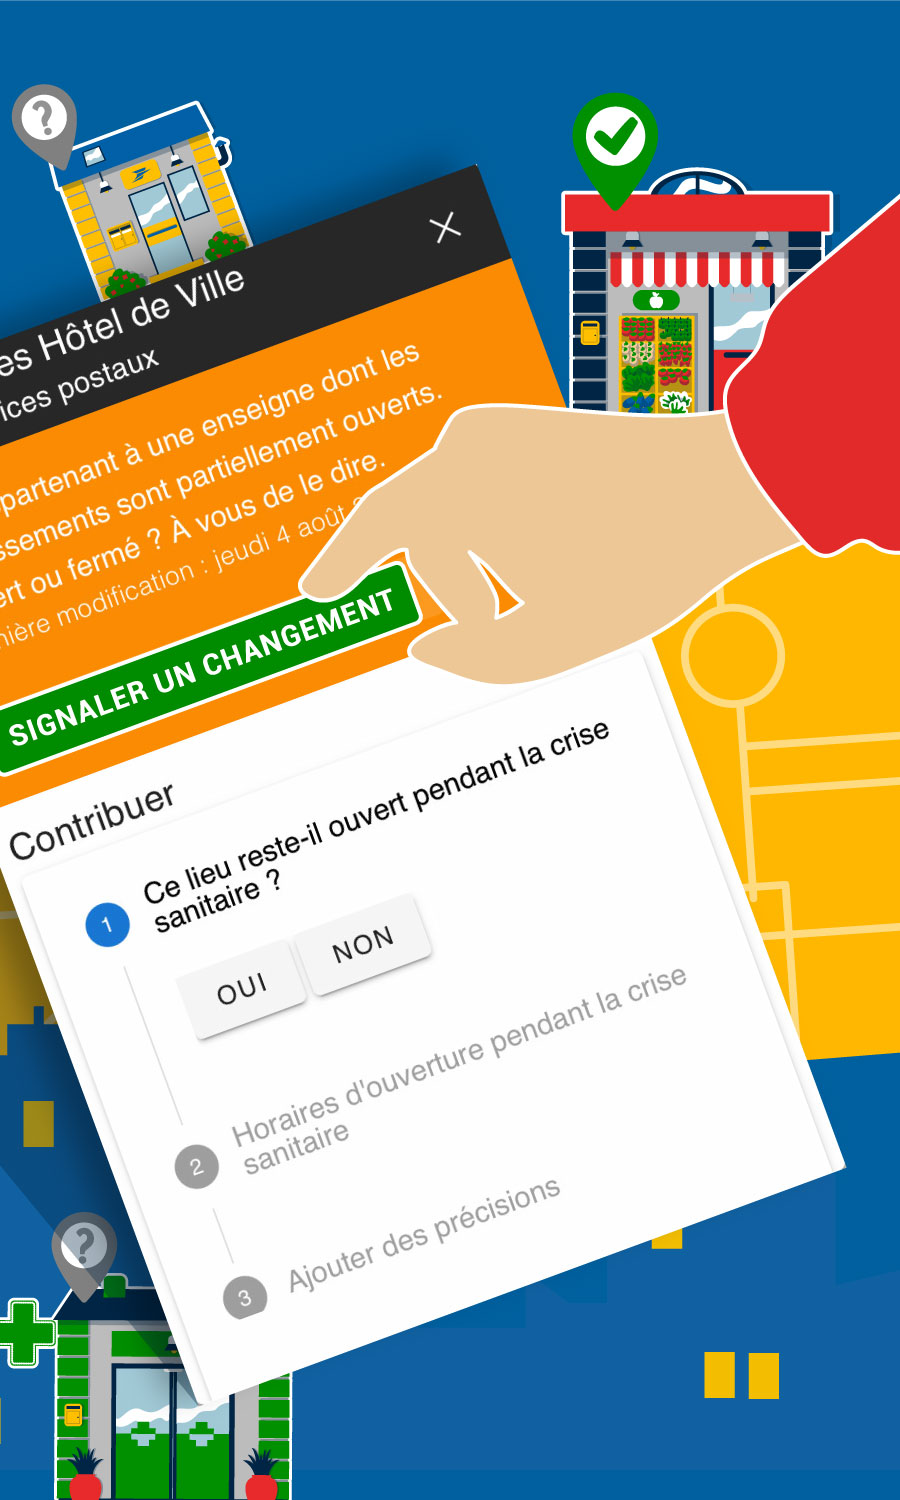 es Hôtel de Ville
ices postaux
partenant à une enseigne dont les
ssements sont partiellement ouverts.
ert ou fermé ? À vous de le dire.
nière modification : jeudi 4 août
SIGNALER UN CHANGEMENT
Contribuer
1
Ce lieu reste-il ouvert pendant la crise
sanitaire ?
OUI
NON
2
Horaires d'ouverture pendant la crise
sanitaire
3
Ajouter des précisions